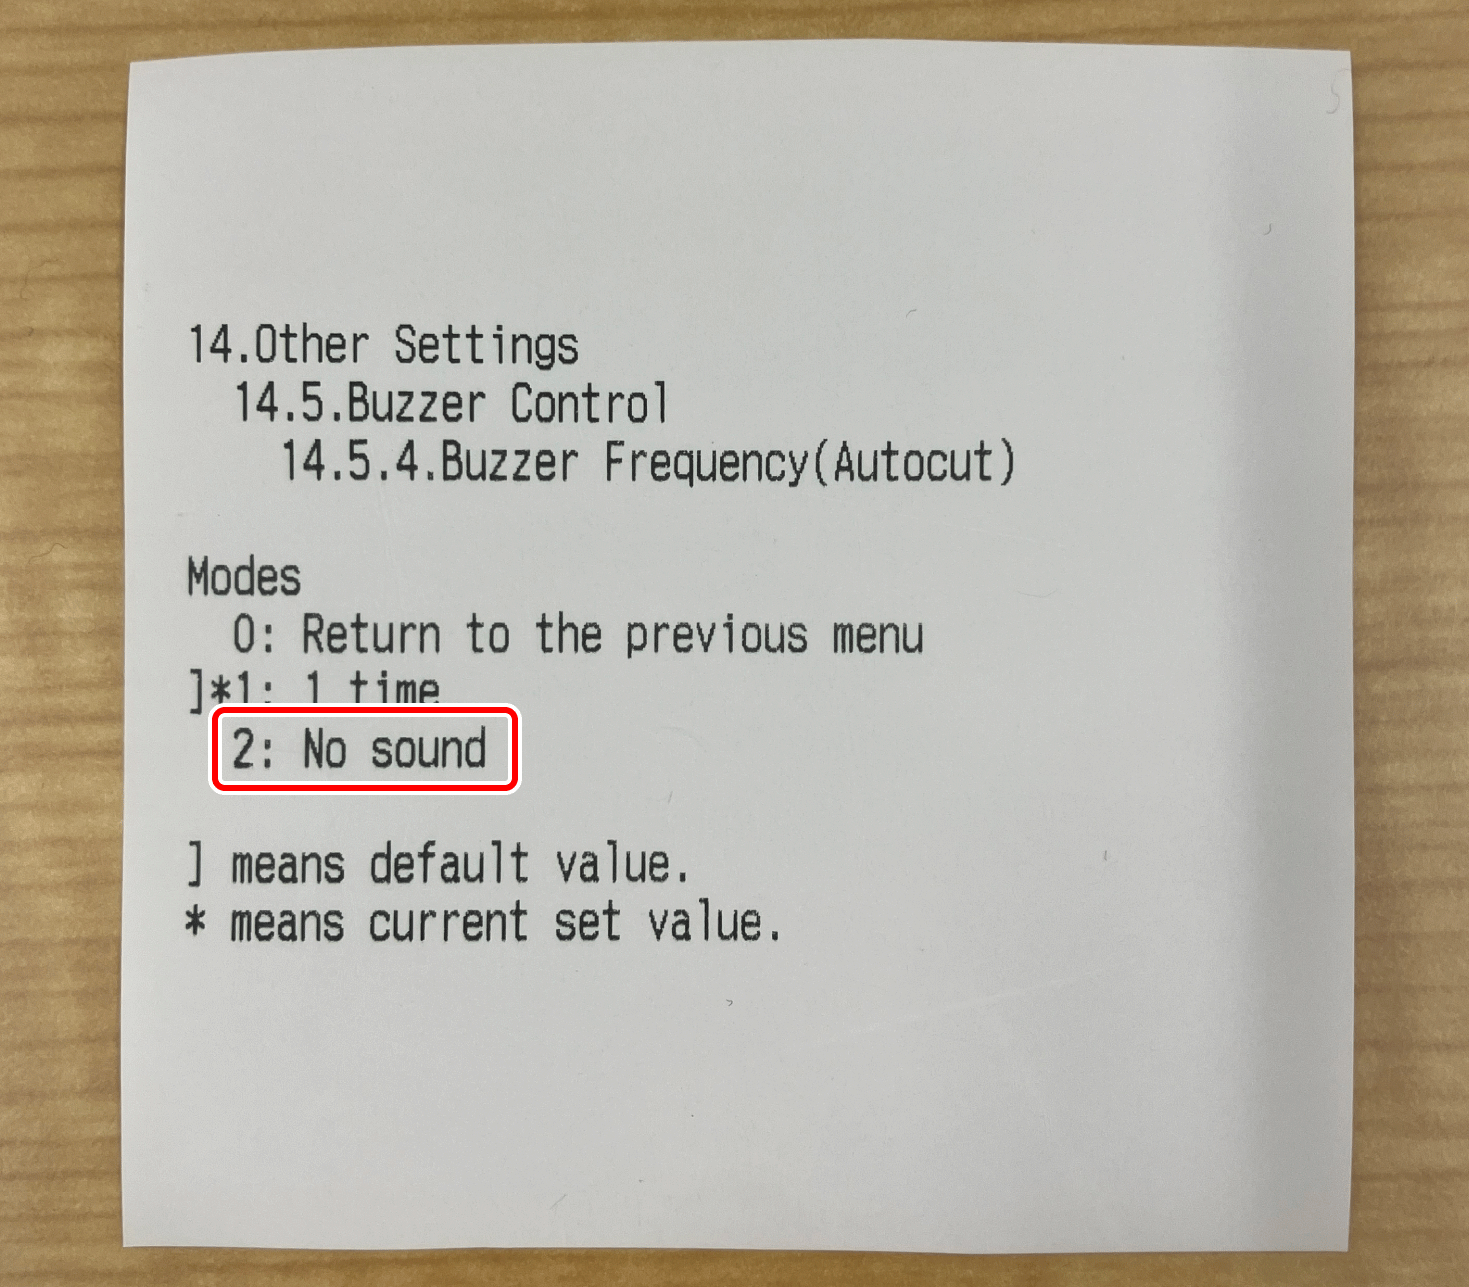 14.Other Settings
14.5.Buzzer Control
14.5.4.Buzzer Frequency(Autocut)
Modes
0: Return to the previous menu
]*1: 1 time
2: No sound
] means default value.
* means current set value.